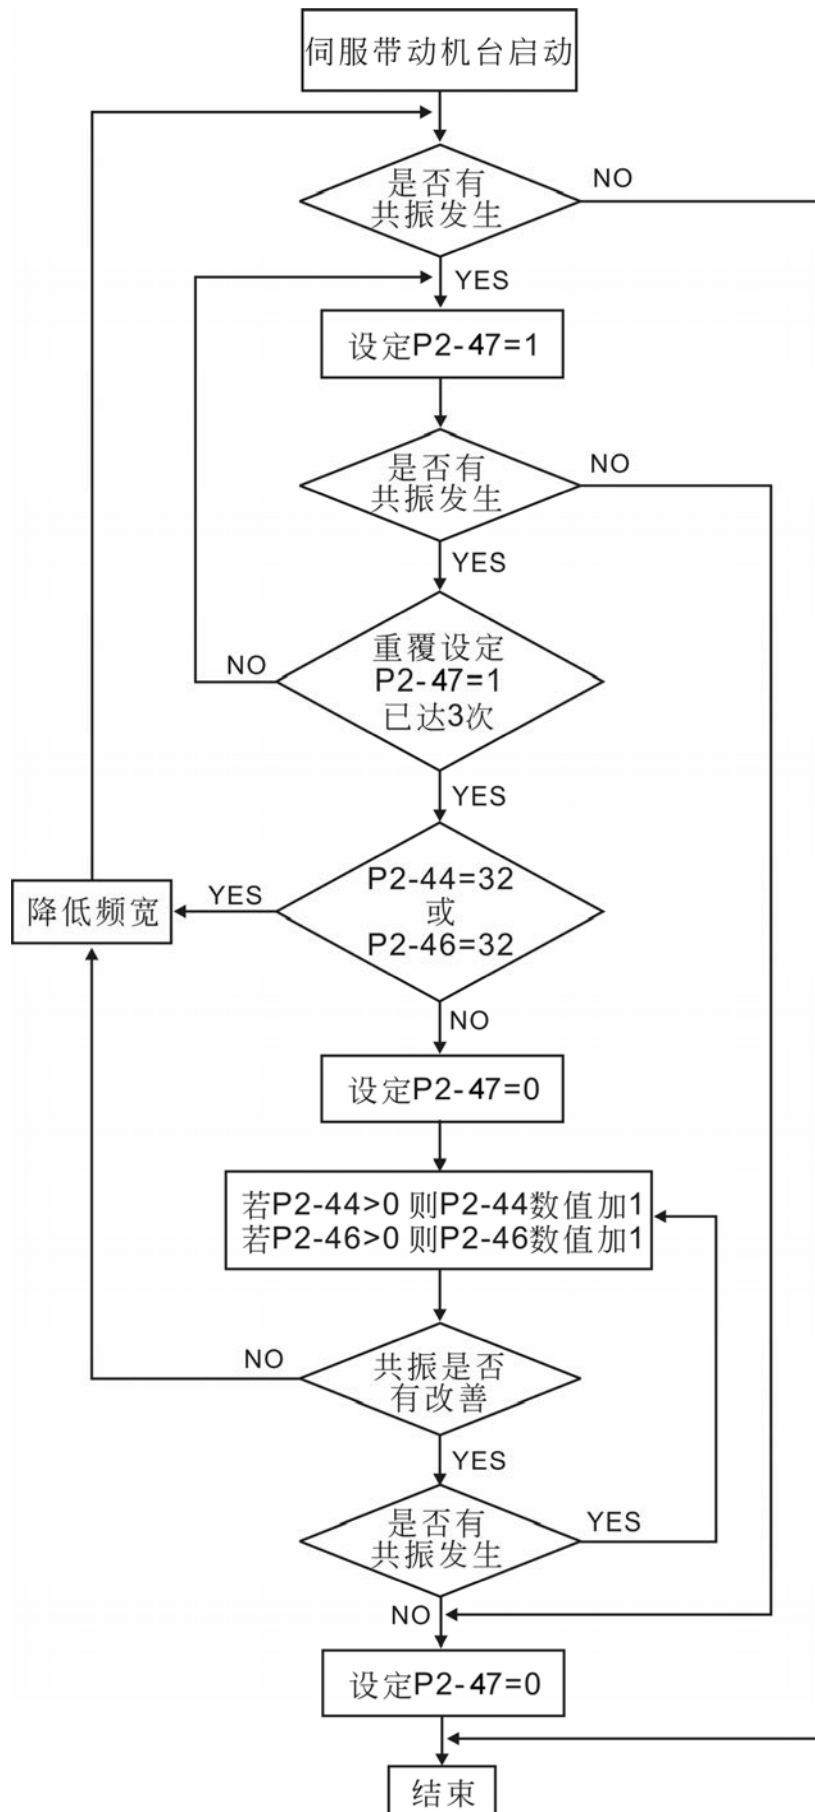 伺服带动机台启动
是否有
共振发生
NO
YES
设定P2-47=1
是否有
共振发生
NO
YES
重覆设定
P2-47=1
已达3次
NO
YES
P2-44=32
或
P2-46=32
YES
降低频宽
NO
设定P2-47=0
若P2-44>0 则P2-44数值加1
若P2-46>0 则P2-46数值加1
共振是否
有改善
NO
YES
是否有
共振发生
YES
NO
设定P2-47=0
结束